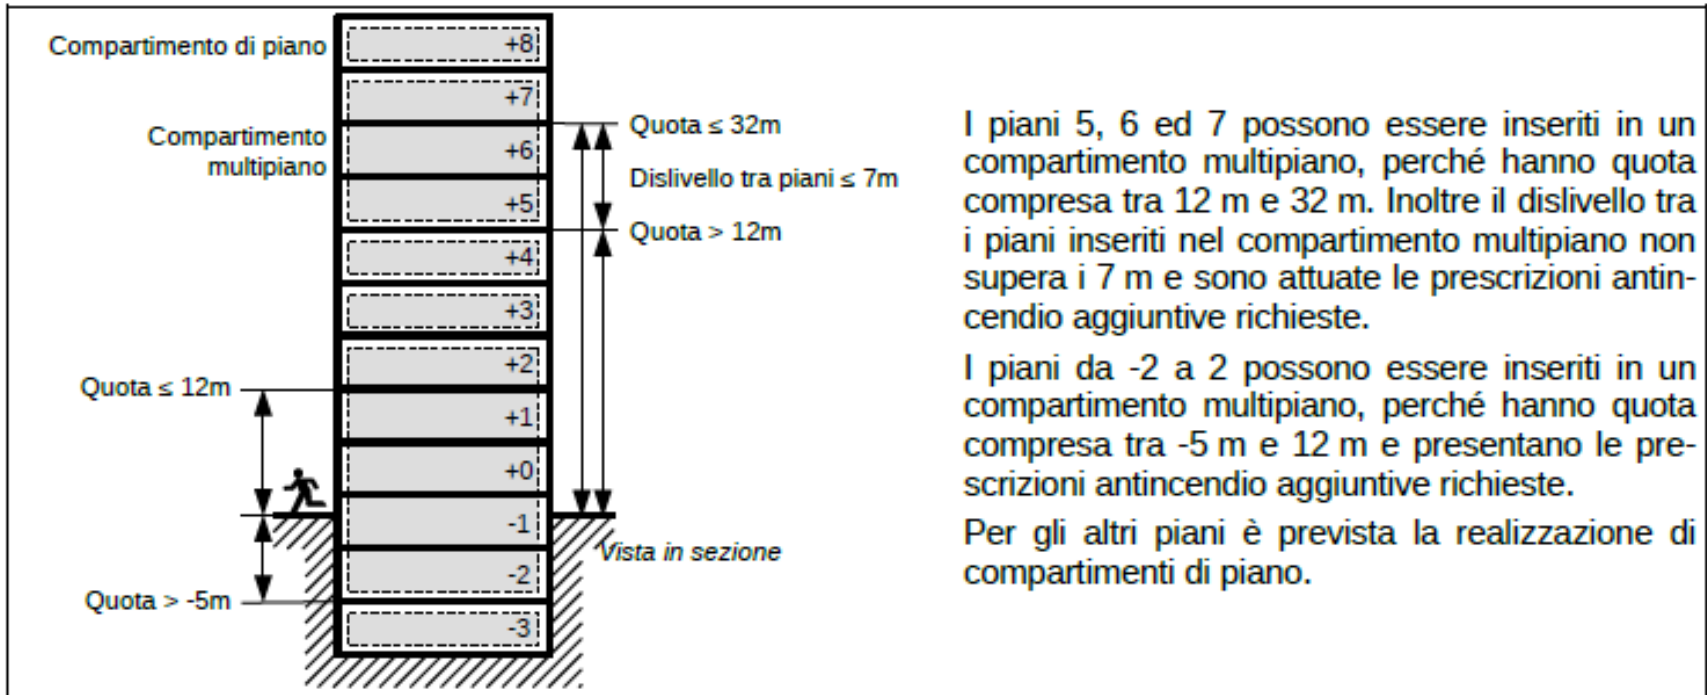 Compartimento di piano
+8
+7
Quota ≤ 32m
Compartimento
multipiano
+6
Dislivello tra piani ≤ 7m
+5
Quota > 12m
+4
+3
+2
Quota ≤ 12m
+1
+0
-1
Vista in sezione
-2
Quota > -5m
-3
I piani 5, 6 ed 7 possono essere inseriti in un
compartimento multipiano, perché hanno quota
compresa tra 12 m e 32 m. Inoltre il dislivello tra
i piani inseriti nel compartimento multipiano non
supera i 7 m e sono attuate le prescrizioni antin-
cendio aggiuntive richieste.
I piani da -2 a 2 possono essere inseriti in un
compartimento multipiano, perché hanno quota
compresa tra -5 m e 12 m e presentano le pre-
scrizioni antincendio aggiuntive richieste.
Per gli altri piani è prevista la realizzazione di
compartimenti di piano.